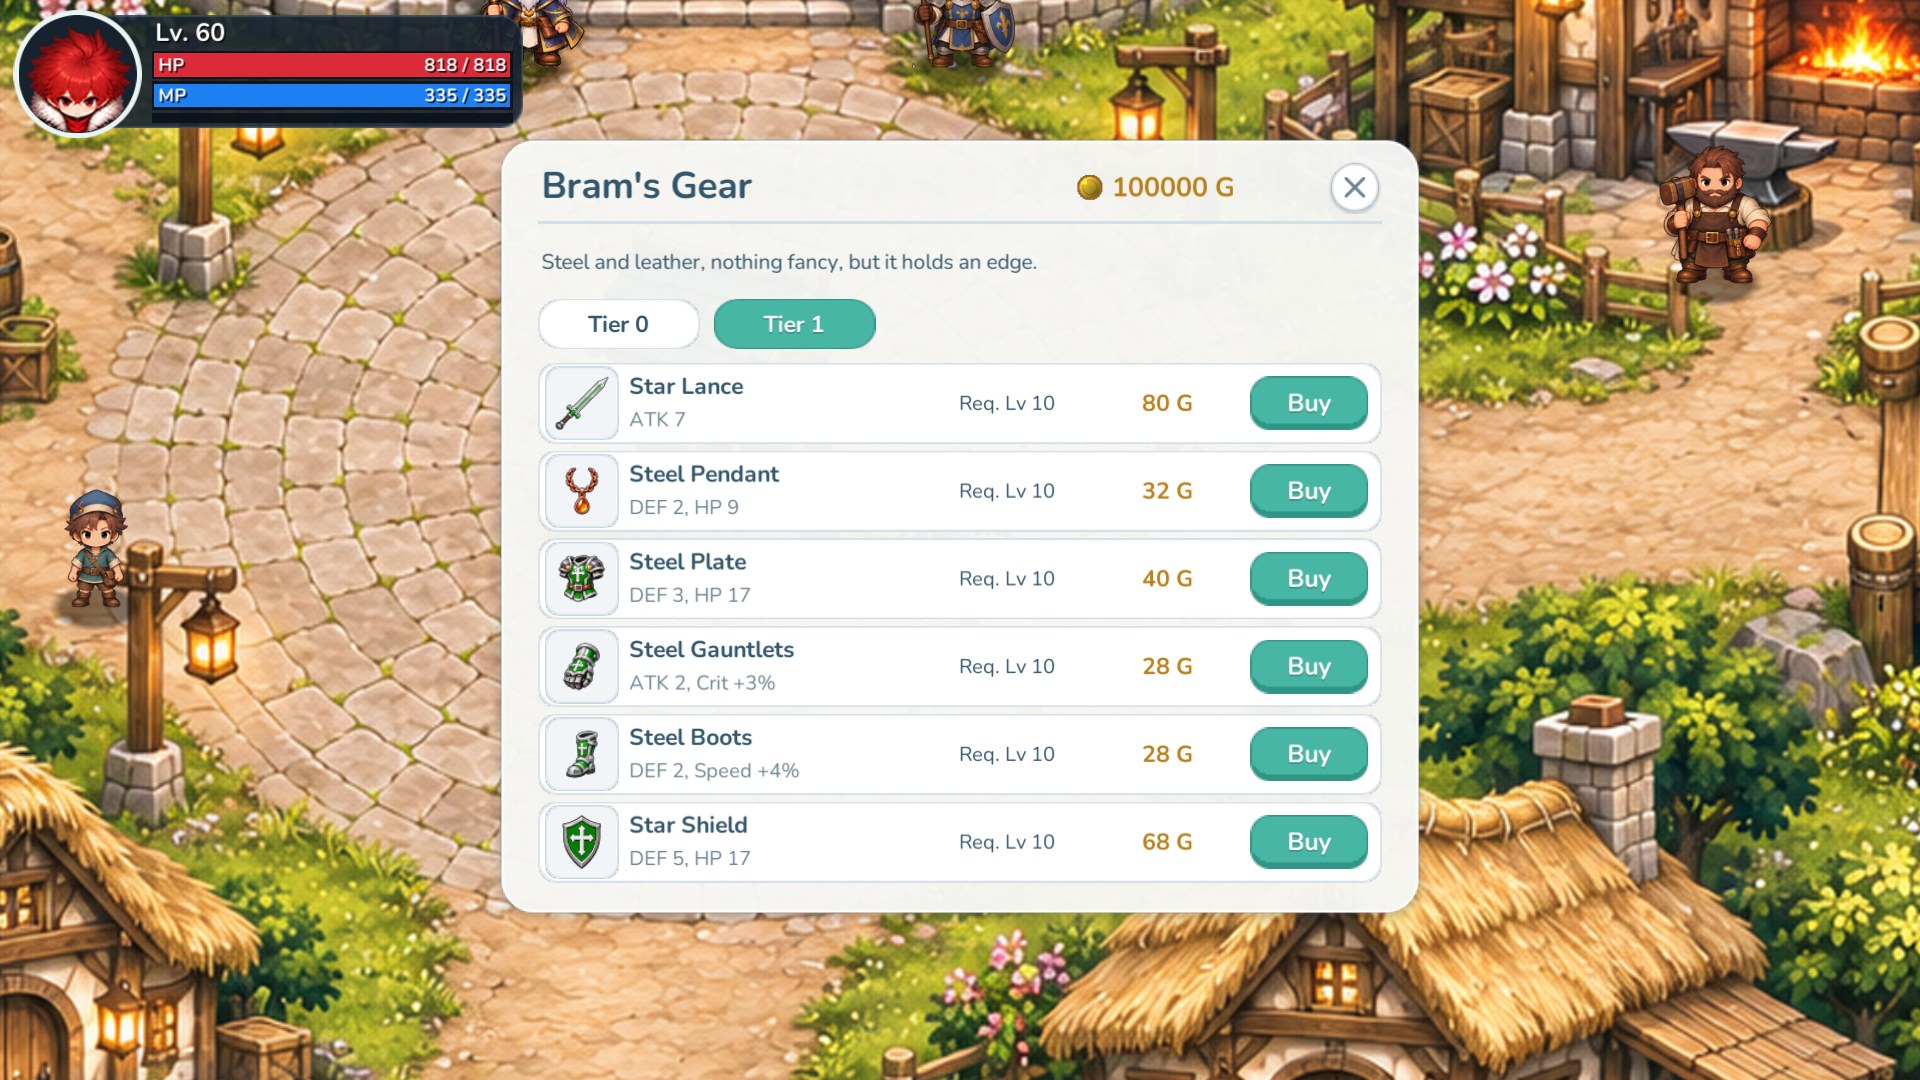 Lv. 60
HP 818 / 818
MP 335 / 335
Bram's Gear 100000 G
Steel and leather, nothing fancy, but it holds an edge.
Tier 0 Tier 1
Star Lance
ATK 7
Req. Lv 10 80 G Buy
Steel Pendant
DEF 2, HP 9
Req. Lv 10 32 G Buy
Steel Plate
DEF 3, HP 17
Req. Lv 10 40 G Buy
Steel Gauntlets
ATK 2, Crit +3%
Req. Lv 10 28 G Buy
Steel Boots
DEF 2, Speed +4%
Req. Lv 10 28 G Buy
Star Shield
DEF 5, HP 17
Req. Lv 10 68 G Buy